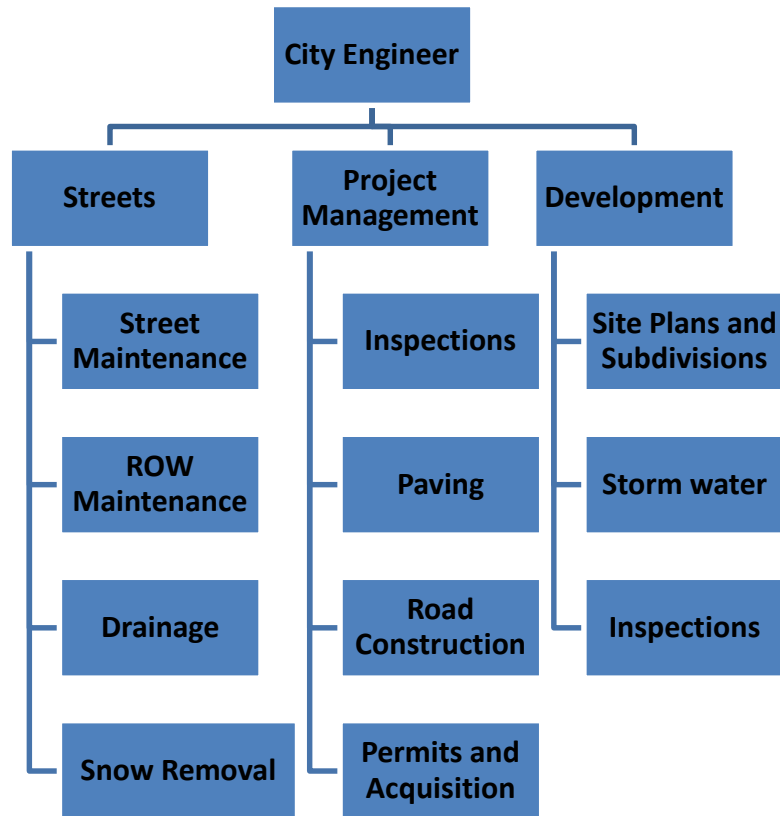 City Engineer
Streets
Project
Management
Development
Street
Maintenance
ROW
Maintenance
Drainage
Snow Removal
Inspections
Paving
Road
Construction
Permits and
Acquisition
Site Plans and
Subdivisions
Storm water
Inspections